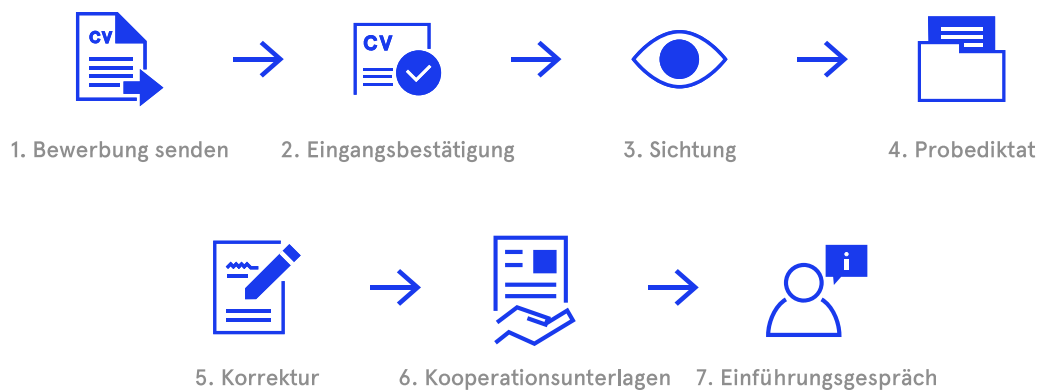 CV
CV
1. Bewerbung senden
2. Eingangsbestätigung
3. Sichtung
4. Probediktat
i
5. Korrektur
6. Kooperationsunterlagen
7. Einführungsgespräch